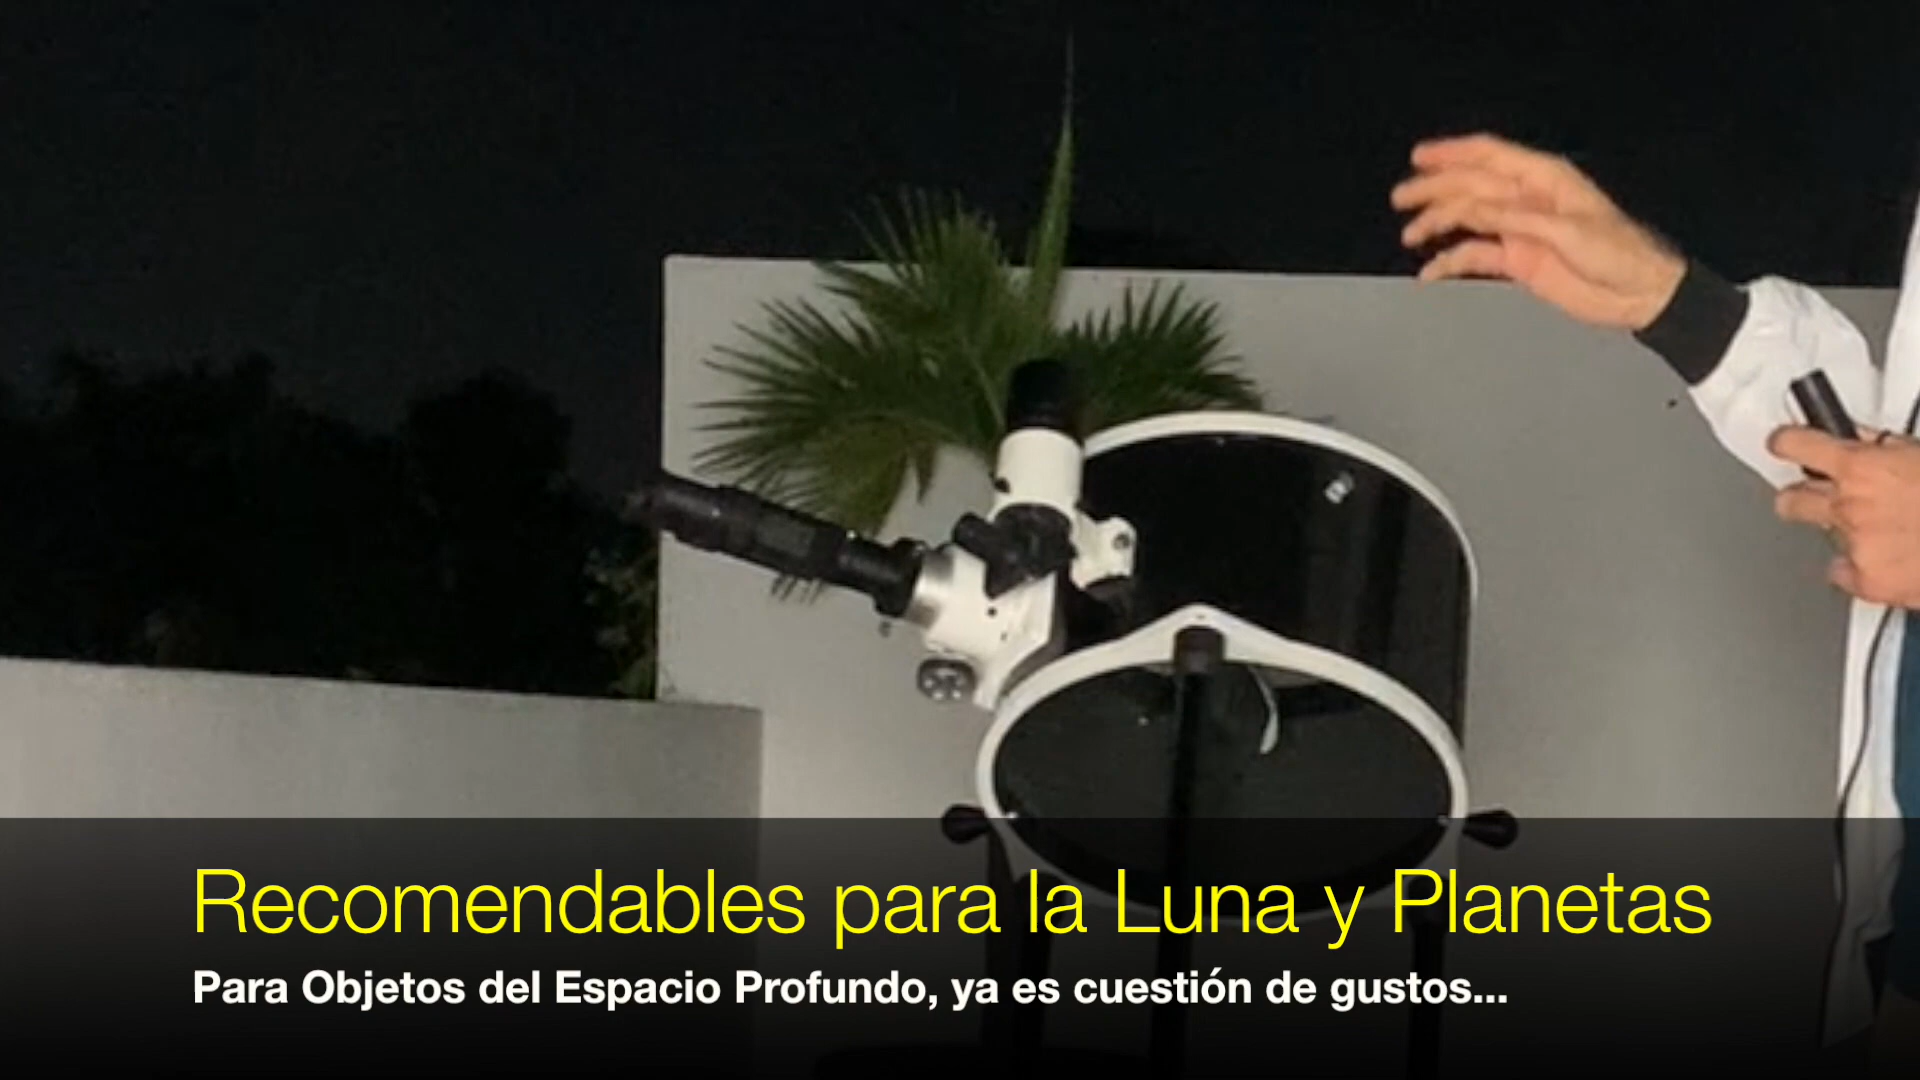 Recomendables para la Luna y Planetas
Para Objetos del Espacio Profundo, ya es cuestión de gustos...